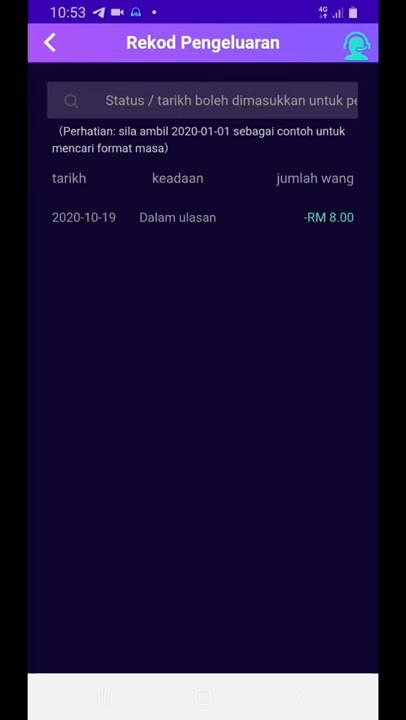 10:53
4G
Rekod Pengeluaran
Status / tarikh boleh dimasukkan untuk pe
(Perhatian: sila ambil 2020-01-01 sebagai contoh untuk
mencari format masa)
tarikh keadaan jumlah wang
2020-10-19 Dalam ulasan -RM 8.00